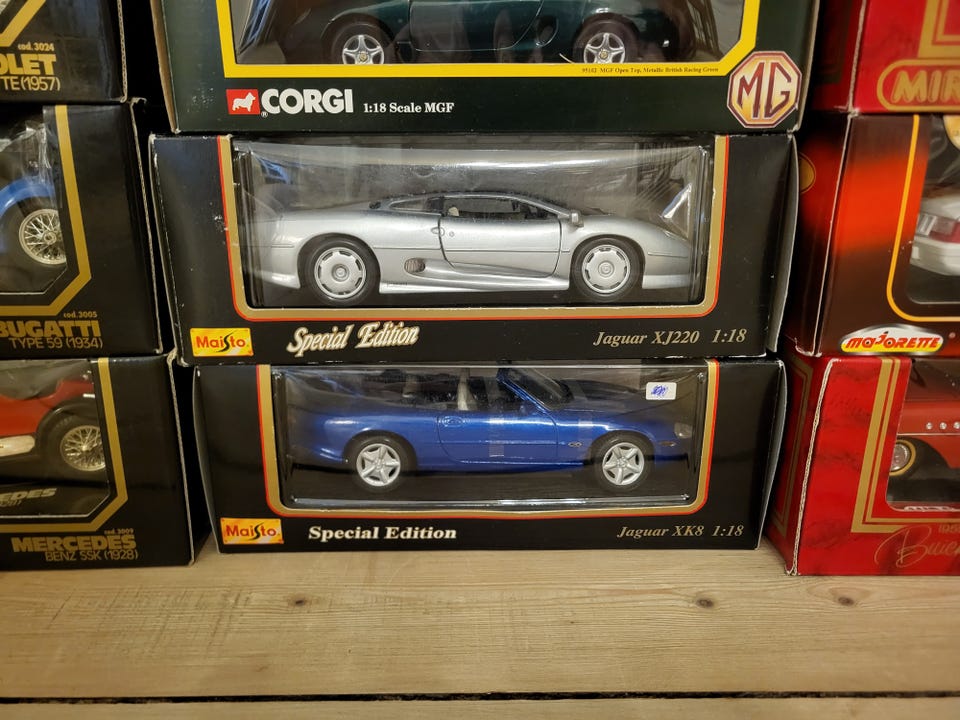 cod. 3024
OLET
TTE (1957)
95102 MGF Open Top, Metallic British Racing Green
CORGI
1:18 Scale MGF
MG
MIR
cod. 3005
BUGATTI
TYPE 59 (1934)
Maisto
Special Edition
Jaguar XJ220 1:18
MAJORETTE
cod. 3009
MERCEDES
BENZ SSK (1928)
Maisto
Special Edition
Jaguar XK8 1:18
Buick